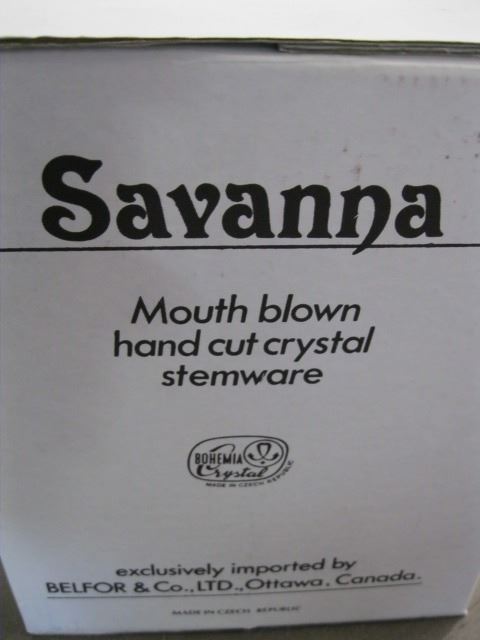 Savanna
Mouth blown
hand cut crystal
stemware
BOHEMIA
Crystal
MADE IN CZECH REPUBLIC
exclusively imported by
BELFOR & Co., LTD., Ottawa, Canada.
MADE IN CZECH REPUBLIC